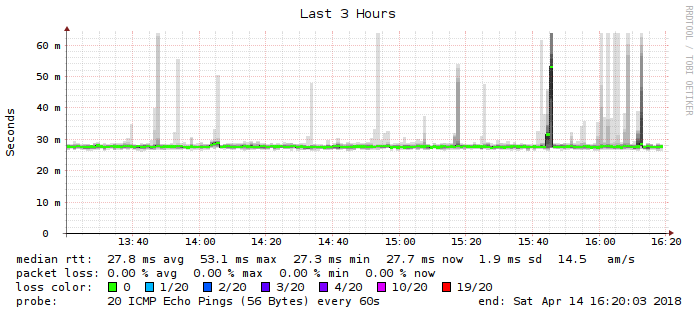 Last 3 Hours
RRDTOOL / TOBI OETIKER
Seconds
60 m
50 m
40 m
30 m
20 m
10 m
0
13:40 14:00 14:20 14:40 15:00 15:20 15:40 16:00 16:20
median rtt: 27.8 ms avg 53.1 ms max 27.3 ms min 27.7 ms now 1.9 ms sd 14.5 am/s
packet loss: 0.00 % avg 0.00 % max 0.00 % min 0.00 % now
loss color: 0 1/20 2/20 3/20 4/20 10/20 19/20
probe: 20 ICMP Echo Pings (56 Bytes) every 60s end: Sat Apr 14 16:20:03 2018